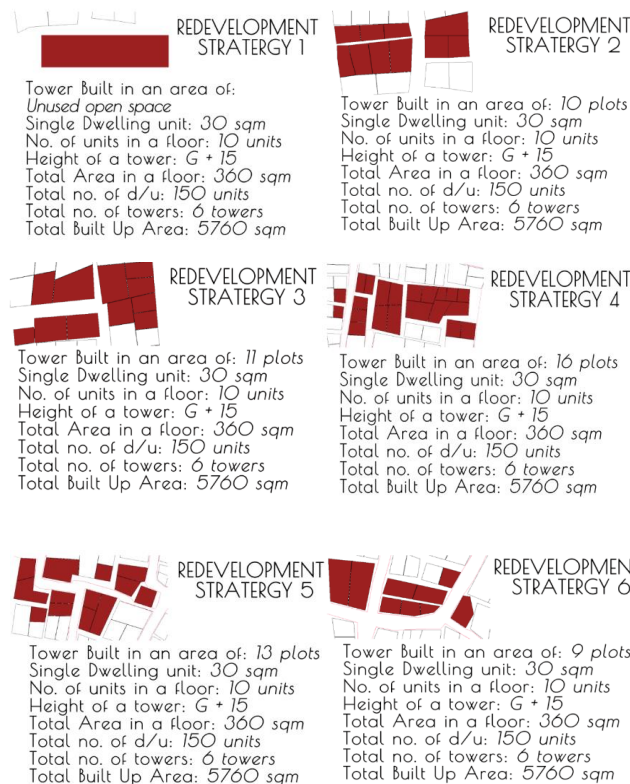 REDEVELOPMENT
STRATERGY 1
Tower Built in an area of:
Unused open space
Single Dwelling unit: 30 sqm
No. of units in a floor: 10 units
Height of a tower: G + 15
Total Area in a floor: 360 sqm
Total no. of d/u: 150 units
Total no. of towers: 6 towers
Total Built Up Area: 5760 sqm
REDEVELOPMENT
STRATERGY 2
Tower Built in an area of: 10 plots
Single Dwelling unit: 30 sqm
No. of units in a floor: 10 units
Height of a tower: G + 15
Total Area in a floor: 360 sqm
Total no. of d/u: 150 units
Total no. of towers: 6 towers
Total Built Up Area: 5760 sqm
REDEVELOPMENT
STRATERGY 3
Tower Built in an area of: 11 plots
Single Dwelling unit: 30 sqm
No. of units in a floor: 10 units
Height of a tower: G + 15
Total Area in a floor: 360 sqm
Total no. of d/u: 150 units
Total no. of towers: 6 towers
Total Built Up Area: 5760 sqm
REDEVELOPMENT
STRATERGY 4
Tower Built in an area of: 16 plots
Single Dwelling unit: 30 sqm
No. of units in a floor: 10 units
Height of a tower: G + 15
Total Area in a floor: 360 sqm
Total no. of d/u: 150 units
Total no. of towers: 6 towers
Total Built Up Area: 5760 sqm
REDEVELOPMENT
STRATERGY 5
Tower Built in an area of: 13 plots
Single Dwelling unit: 30 sqm
No. of units in a floor: 10 units
Height of a tower: G + 15
Total Area in a floor: 360 sqm
Total no. of d/u: 150 units
Total no. of towers: 6 towers
Total Built Up Area: 5760 sqm
REDEVELOPMEN
STRATERGY 6
Tower Built in an area of: 9 plots
Single Dwelling unit: 30 sqm
No. of units in a floor: 10 units
Height of a tower: G + 15
Total Area in a floor: 360 sqm
Total no. of d/u: 150 units
Total no. of towers: 6 towers
Total Built Up Area: 5760 sqm